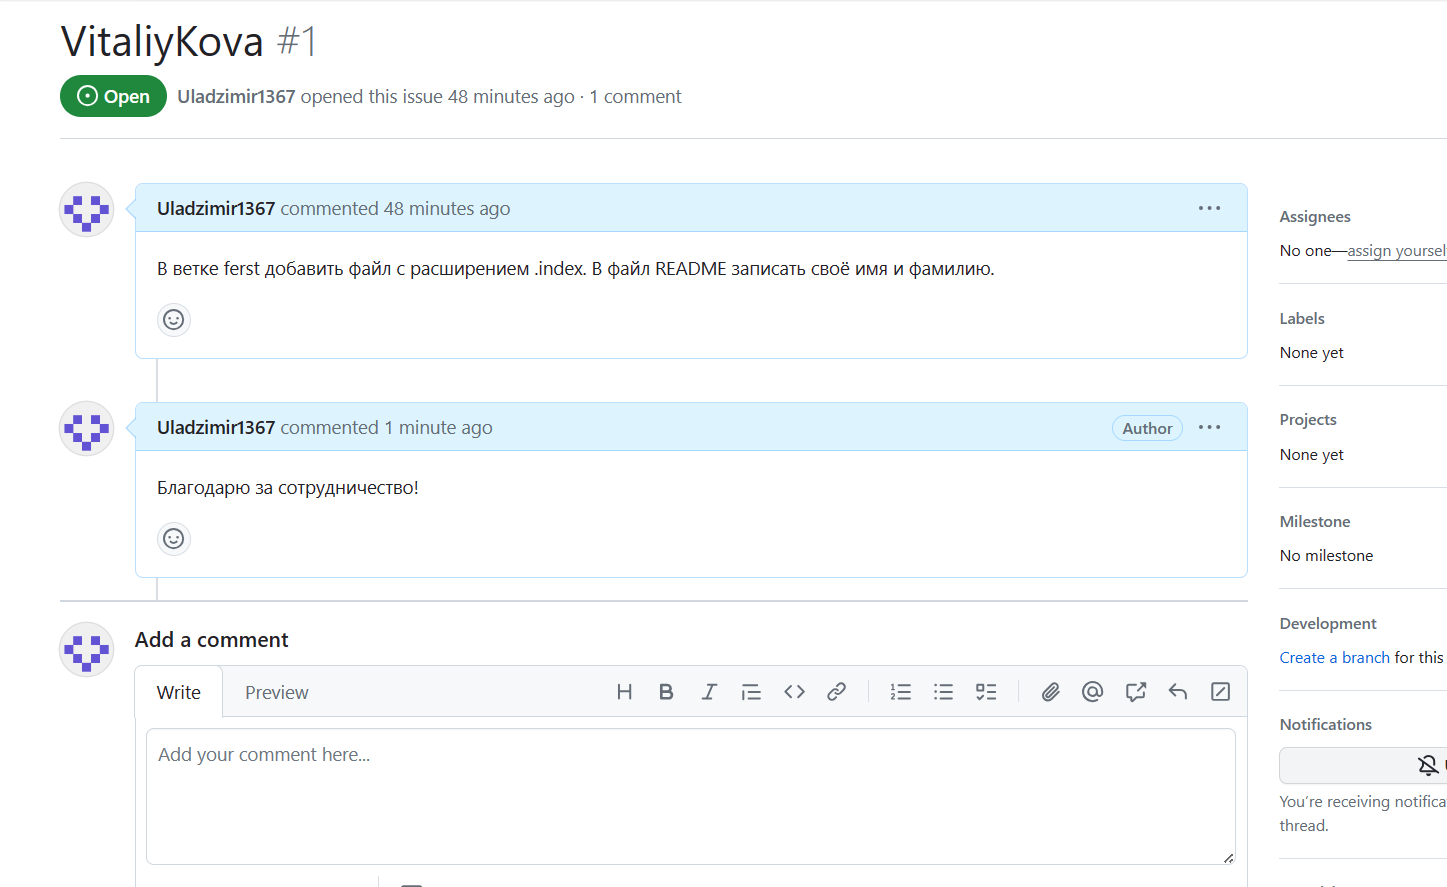 VitaliyKova #1
Open
Uladzimir1367 opened this issue 48 minutes ago · 1 comment
Uladzimir1367 commented 48 minutes ago
В ветке ferst добавить файл с расширением .index. В файл README записать своё имя и фамилию.
Uladzimir1367 commented 1 minute ago
Author
Благодарю за сотрудничество!
Add a comment
Write
Preview
Add your comment here...
Assignees
No one—assign yourself
Labels
None yet
Projects
None yet
Milestone
No milestone
Development
Create a branch for this
Notifications
You're receiving notifica
thread.